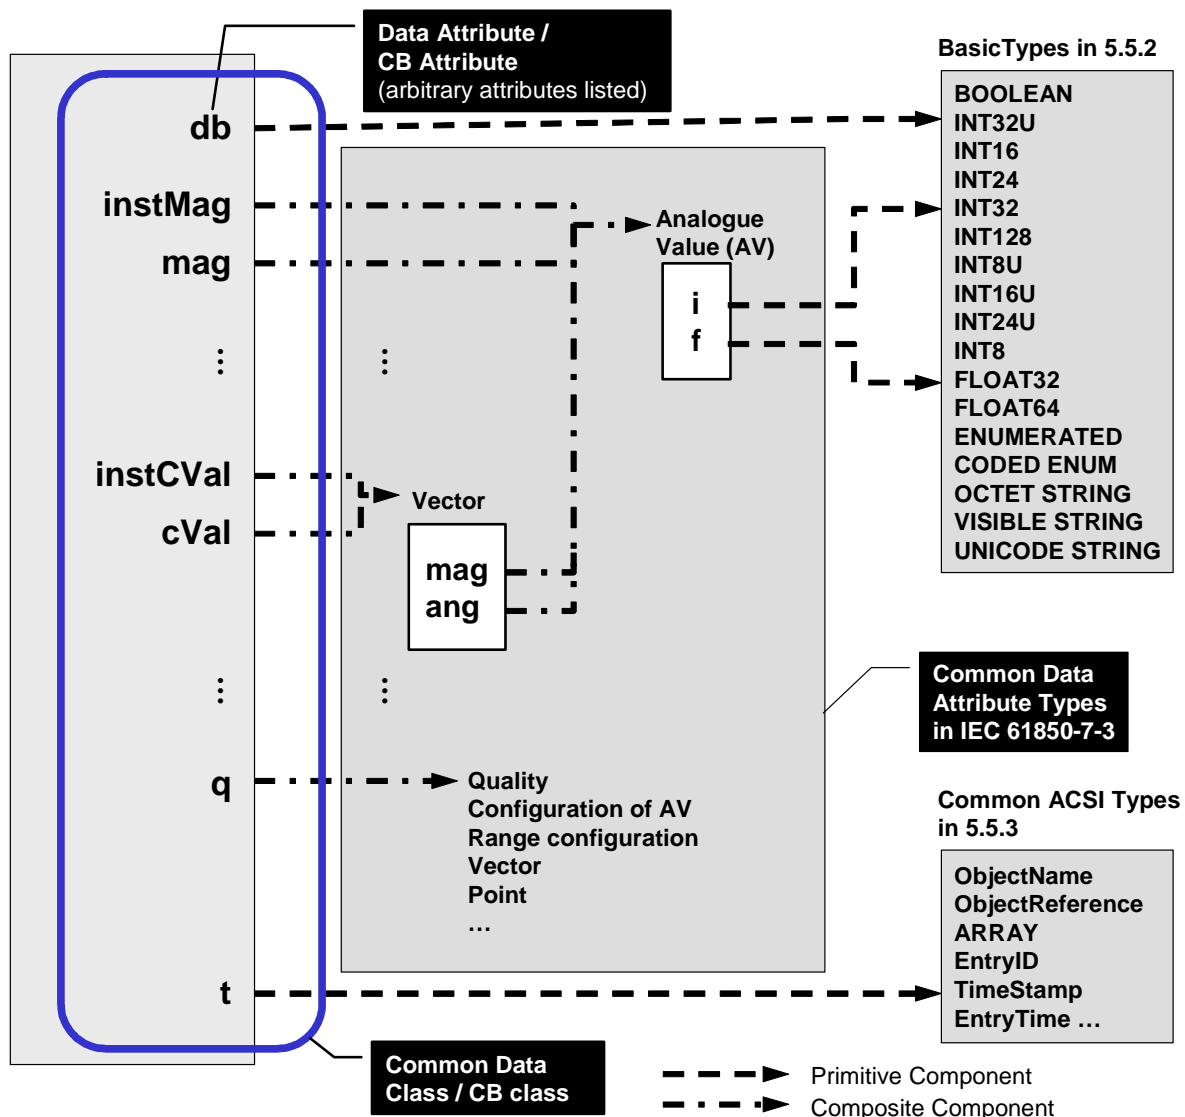 Data Attribute /
CB Attribute
(arbitrary attributes listed)
BasicTypes in 5.5.2
db
instMag
mag
⋮
⋮
instCVal
cVal
⋮
⋮
q
t
Analogue
Value (AV)
i
f
Vector
mag
ang
Quality
Configuration of AV
Range configuration
Vector
Point
…
BOOLEAN
INT32U
INT16
INT24
INT32
INT128
INT8U
INT16U
INT24U
INT8
FLOAT32
FLOAT64
ENUMERATED
CODED ENUM
OCTET STRING
VISIBLE STRING
UNICODE STRING
Common Data
Attribute Types
in IEC 61850-7-3
Common ACSI Types
in 5.5.3
ObjectName
ObjectReference
ARRAY
EntryID
TimeStamp
EntryTime …
Common Data
Class / CB class
Primitive Component
Composite Component